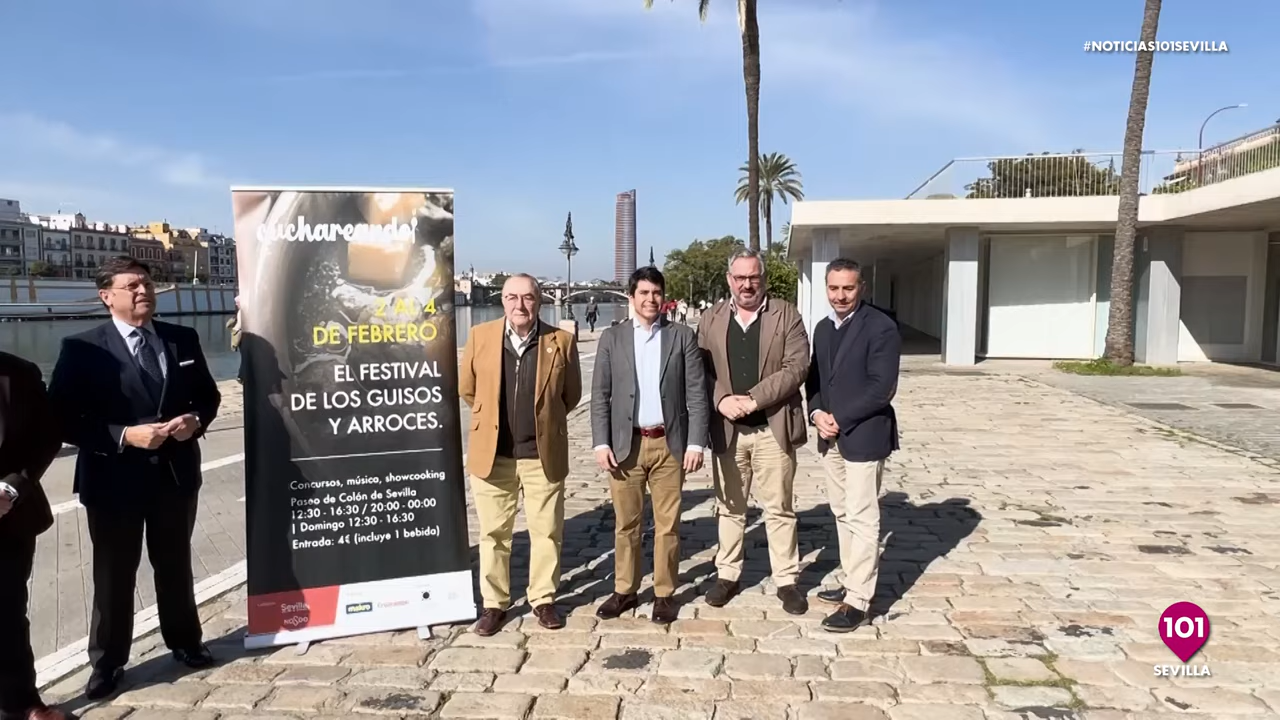 #NOTICIAS101SEVILLA
cuchareando
2 AL 4
DE FEBRERO
EL FESTIVAL
DE LOS GUISOS
Y ARROCES.
Concursos, música, showcooking
Paseo de Colón de Sevilla
12:30 - 16:30 / 20:00 - 00:00
| Domingo 12:30 - 16:30
Entrada: 4€ (incluye 1 bebida)
Sevilla
NO8DO
makro
101
SEVILLA